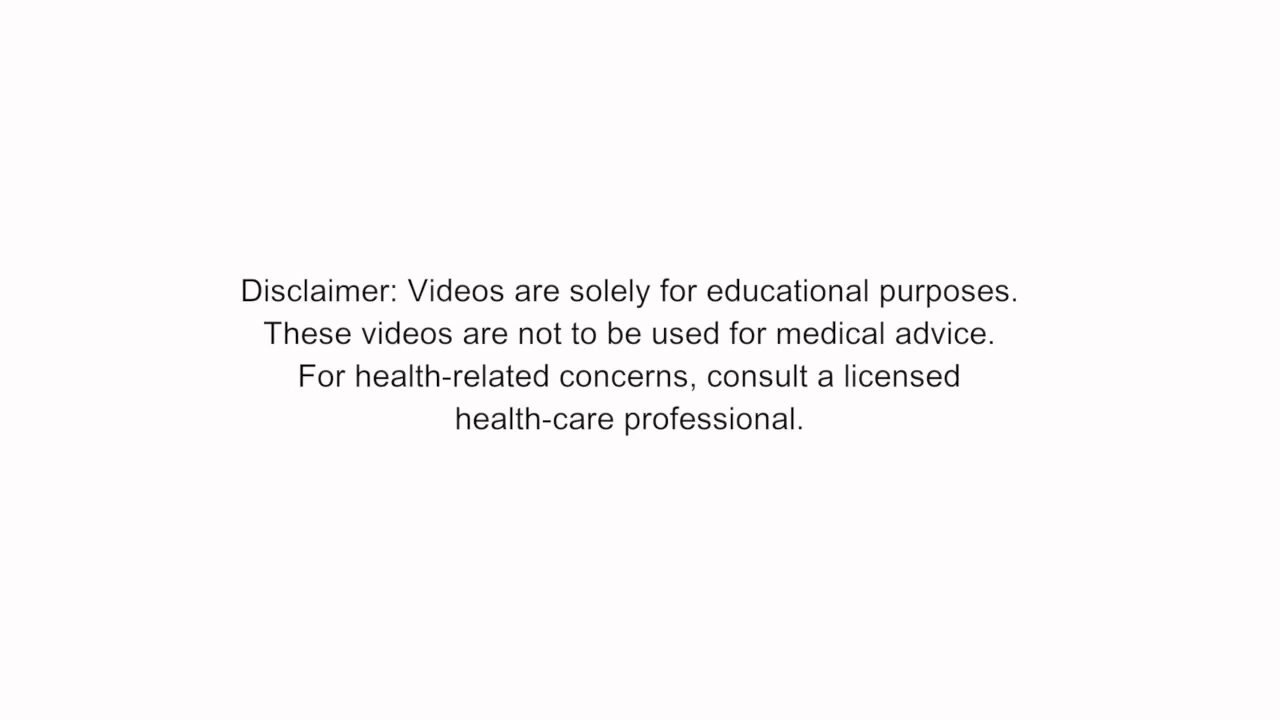 Disclaimer: Videos are solely for educational purposes.
These videos are not to be used for medical advice.
For health-related concerns, consult a licensed
health-care professional.